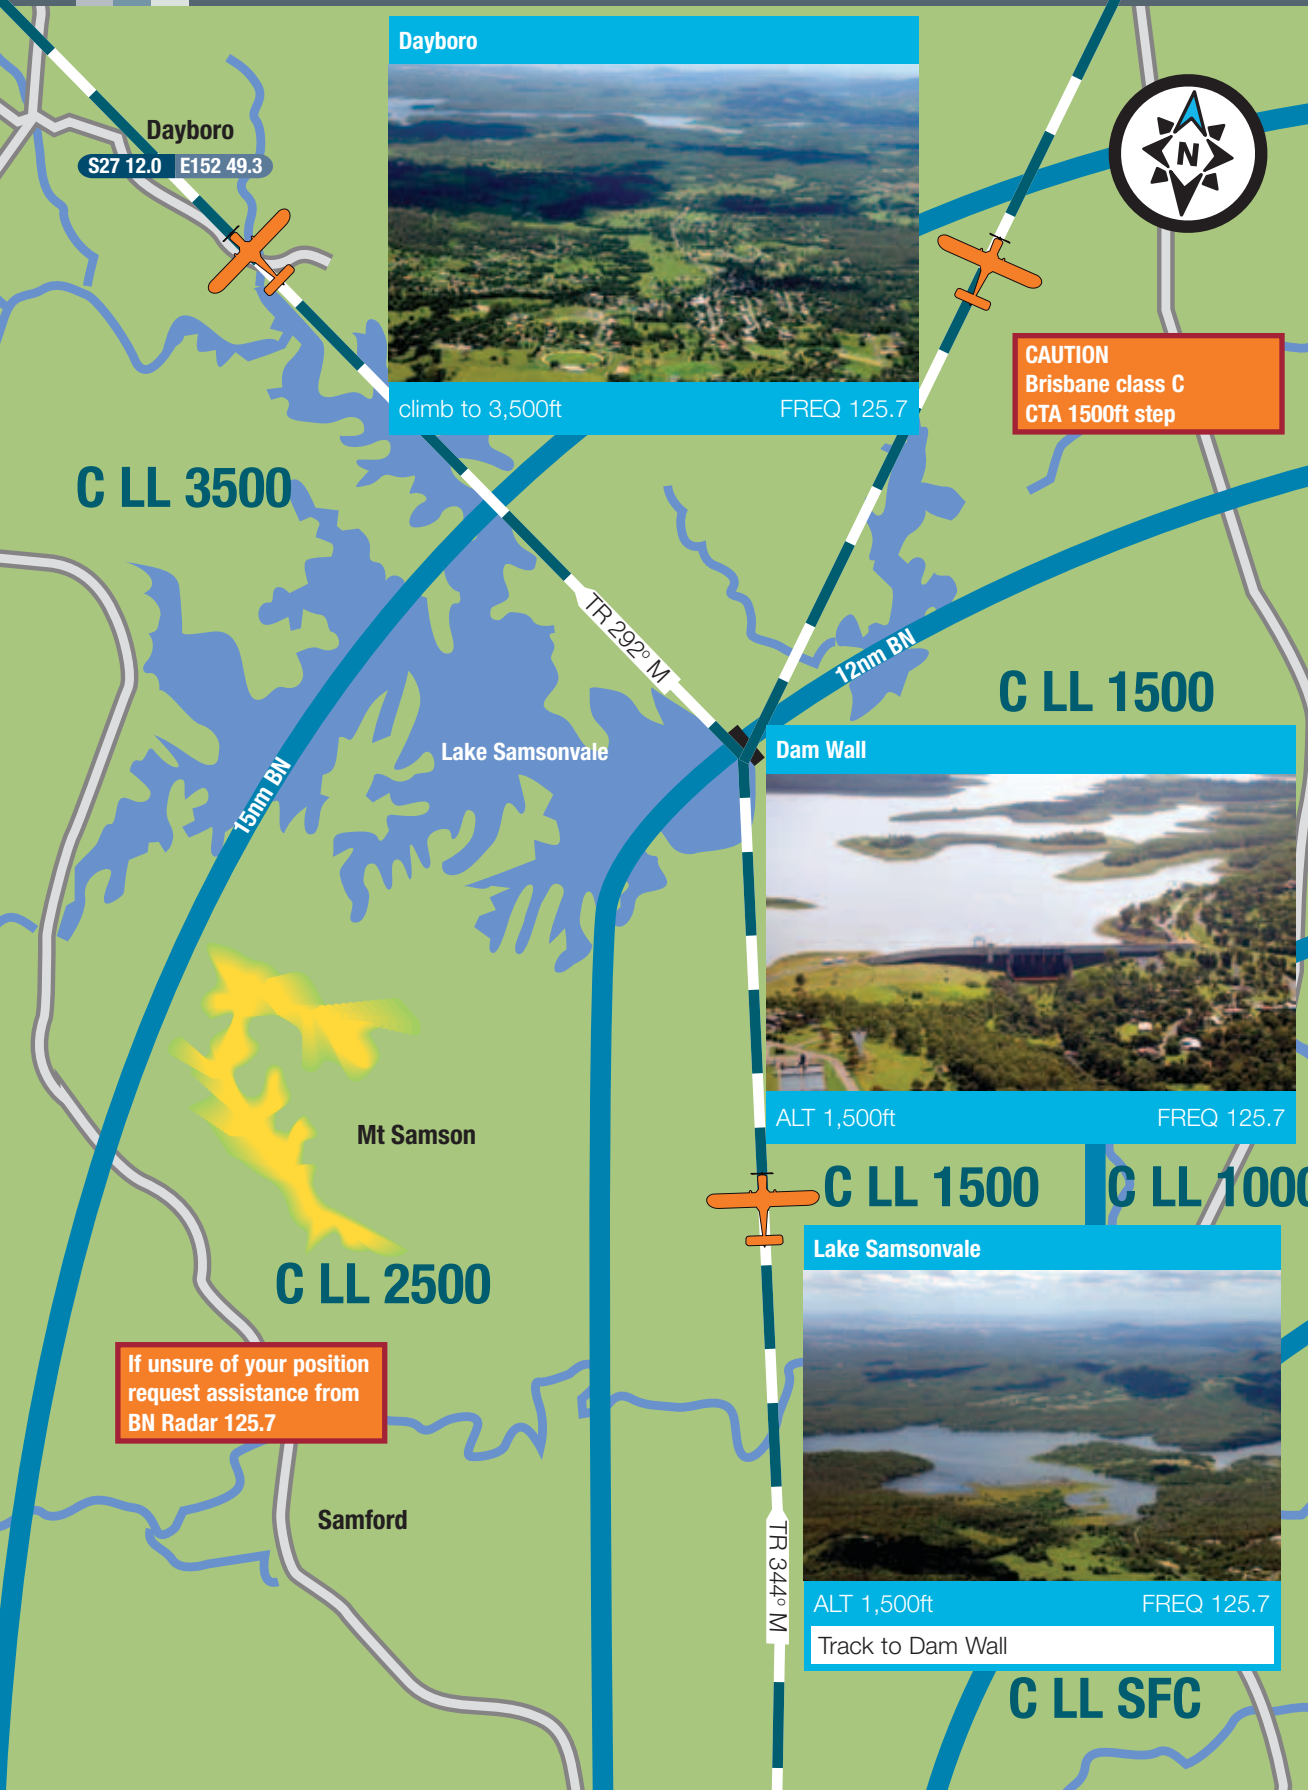 Dayboro
Dayboro
S27 12.0 E152 49.3
N
CAUTION
Brisbane class C
CTA 1500ft step
climb to 3,500ft FREQ 125.7
C LL 3500
TR 292º M
12nm BN
C LL 1500
Lake Samsonvale
Dam Wall
15nm BN
ALT 1,500ft FREQ 125.7
Mt Samson
C LL 1500
C LL 1000
Lake Samsonvale
C LL 2500
If unsure of your position
request assistance from
BN Radar 125.7
Samford
TR 344º M
ALT 1,500ft FREQ 125.7
Track to Dam Wall
C LL SFC